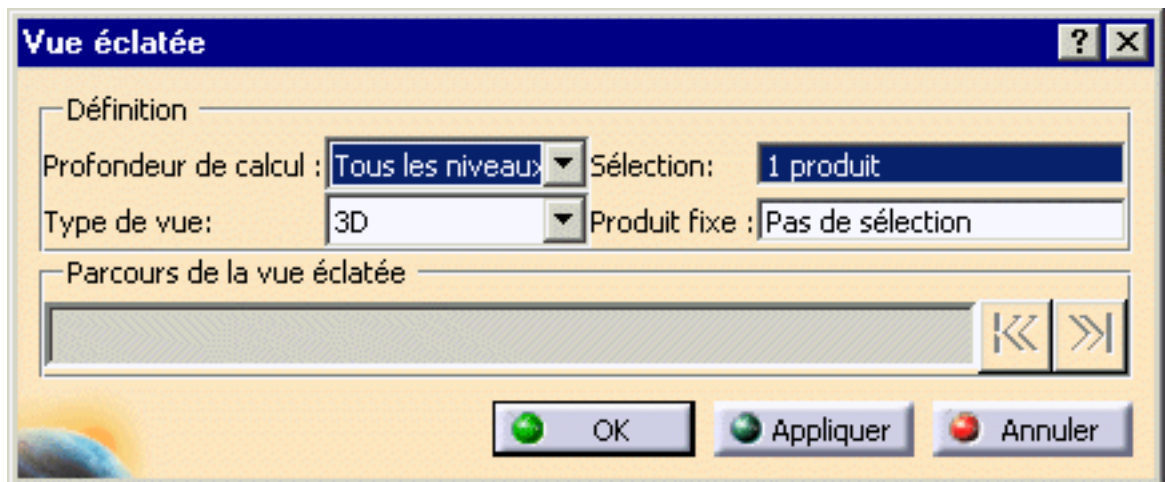 Vue éclatée
Définition
Profondeur de calcul : Tous les niveaux Sélection: 1 produit
Type de vue: 3D Produit fixe : Pas de sélection
Parcours de la vue éclatée
OK Appliquer Annuler